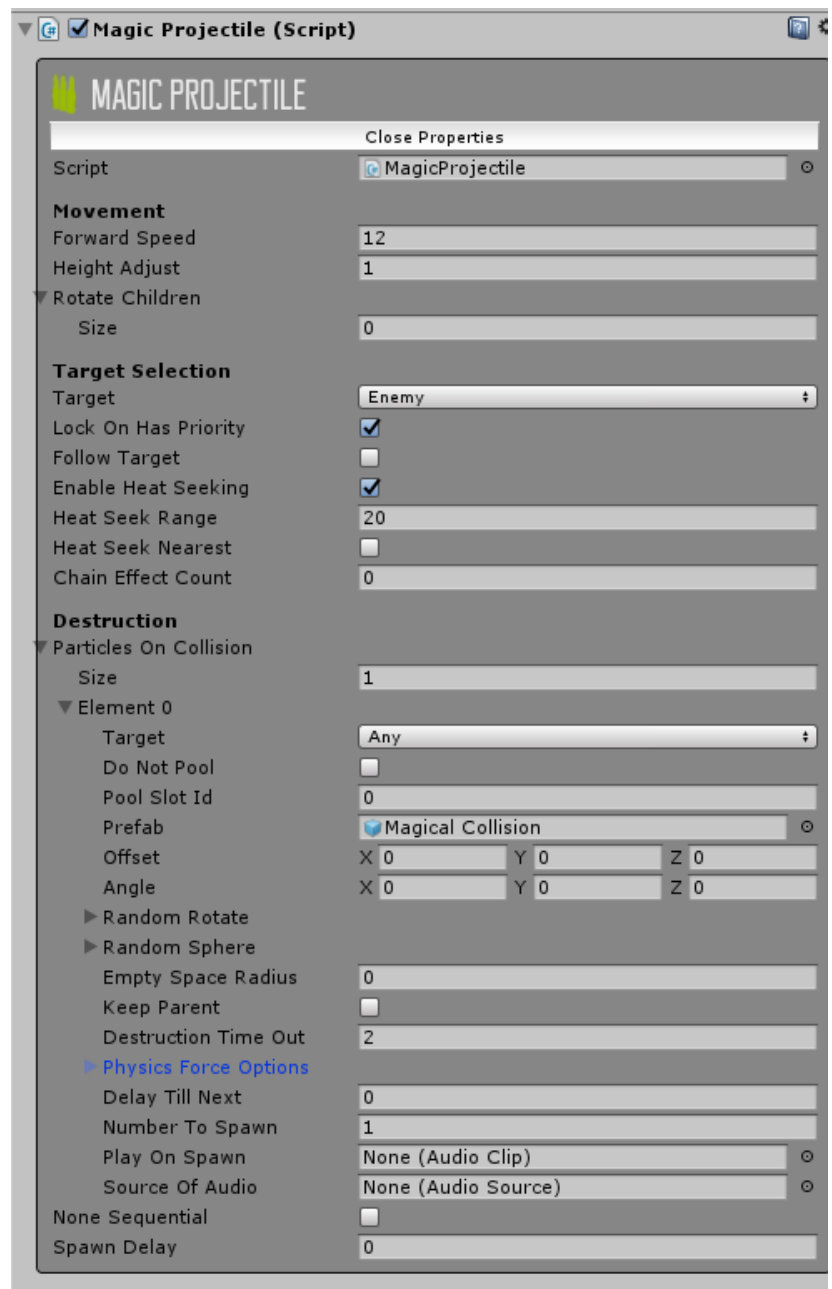 Magic Projectile (Script)
MAGIC PROJECTILE
Close Properties
Script MagicProjectile
Movement
Forward Speed 12
Height Adjust 1
Rotate Children
Size 0
Target Selection
Target Enemy
Lock On Has Priority
Follow Target
Enable Heat Seeking
Heat Seek Range 20
Heat Seek Nearest
Chain Effect Count 0
Destruction
Particles On Collision
Size 1
Element 0
Target Any
Do Not Pool
Pool Slot Id 0
Prefab Magical Collision
Offset X 0 Y 0 Z 0
Angle X 0 Y 0 Z 0
Random Rotate
Random Sphere
Empty Space Radius 0
Keep Parent
Destruction Time Out 2
Physics Force Options
Delay Till Next 0
Number To Spawn 1
Play On Spawn None (Audio Clip)
Source Of Audio None (Audio Source)
None Sequential
Spawn Delay 0